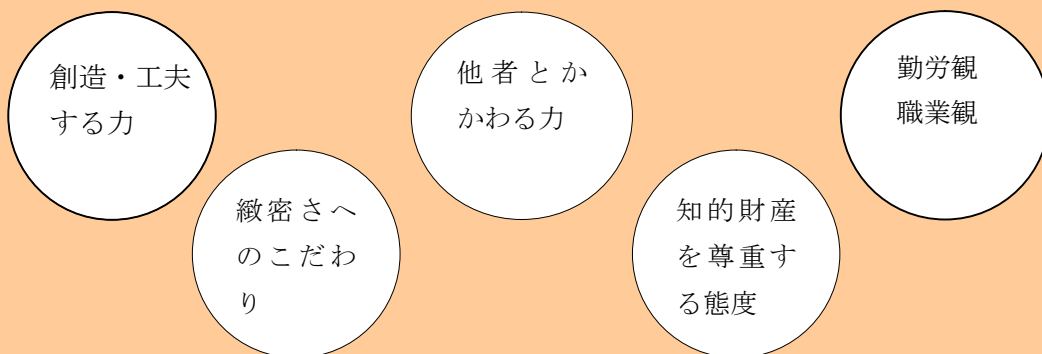 創造・工夫
する力
他者とか
かわる力
勤労観
職業観
緻密さへ
のこだわ
り
知的財産
を尊重す
る態度